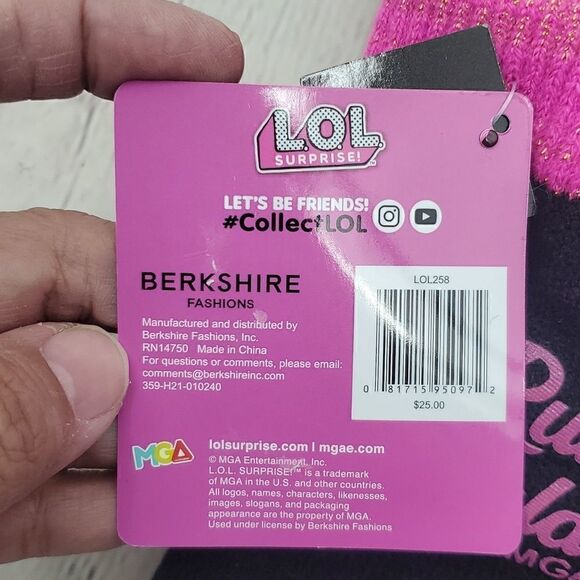 L.O.L.
SURPRISE!™
LET'S BE FRIENDS!
#CollectLOL
BERKSHIRE
FASHIONS
Manufactured and distributed by
Berkshire Fashions, Inc.
RN14750 Made in China
For questions or comments, please email:
comments@berkshireinc.com
359-H21-010240
LOL258
0 81715 95097 2
$25.00
MGA
lolsurprise.com | mgae.com
© MGA Entertainment, Inc.
L.O.L. SURPRISE!™ is a trademark
of MGA in the U.S. and other countries.
All logos, names, characters, likenesses,
images, slogans, and packaging
appearance are the property of MGA.
Used under license by Berkshire Fashions